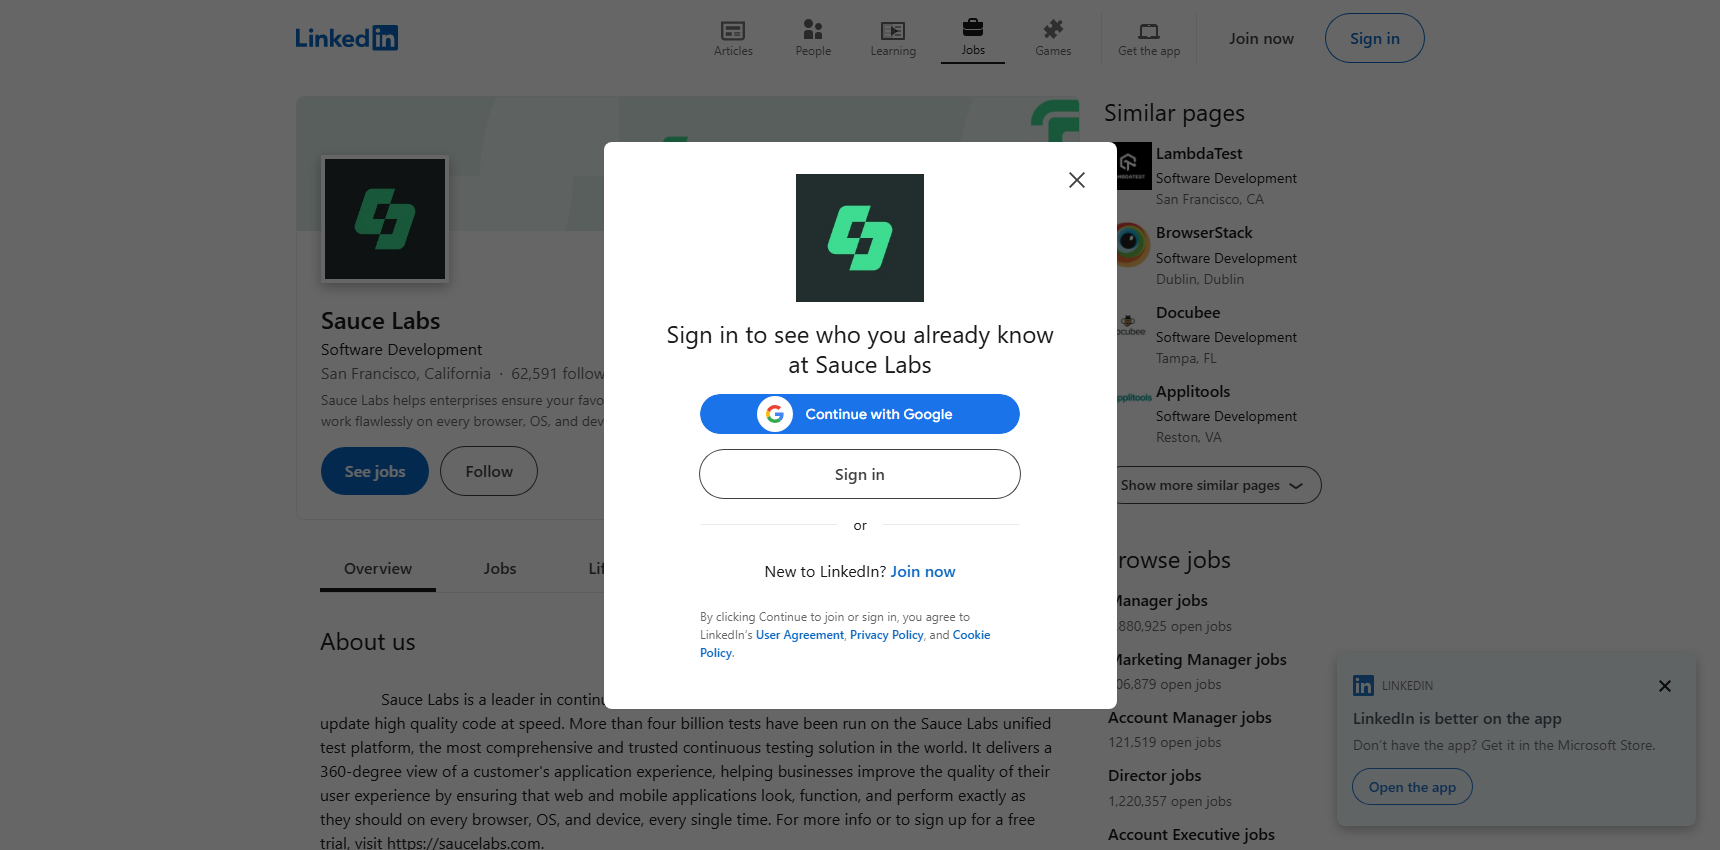 LinkedIn
Articles
People
Learning
Jobs
Games
Get the app
Join now
Sign in
Sauce Labs
Software Development
San Francisco, California · 62,591
Sauce Labs helps enterprises ensure your
work flawlessly on every browser, OS, and
See jobs
Follow
Overview
Jobs
About us
Sauce Labs is a leader in
update high quality code at speed. More than four billion tests have been run on the Sauce Labs unified
test platform, the most comprehensive and trusted continuous testing solution in the world. It delivers a
360-degree view of a customer's application experience, helping businesses improve the quality of their
user experience by ensuring that web and mobile applications look, function, and perform exactly as
they should on every browser, OS, and device, every single time. For more info or to sign up for a free
trial, visit https://saucelabs.com.
Sign in to see who you already know
at Sauce Labs
Continue with Google
Sign in
or
New to LinkedIn? Join now
By clicking Continue to join or sign in, you agree to
LinkedIn's User Agreement, Privacy Policy, and Cookie
Policy.
Similar pages
LambdaTest
Software Development
San Francisco, CA
BrowserStack
Software Development
Dublin, Dublin
Docubee
Software Development
Tampa, FL
Applitools
Software Development
Reston, VA
Show more similar pages
jobs
Manager jobs
open jobs
Marketing Manager jobs
open jobs
Account Manager jobs
121,519 open jobs
Director jobs
1,220,357 open jobs
Account Executive jobs
in LINKEDIN
LinkedIn is better on the app
Don't have the app? Get it in the Microsoft Store.
Open the app